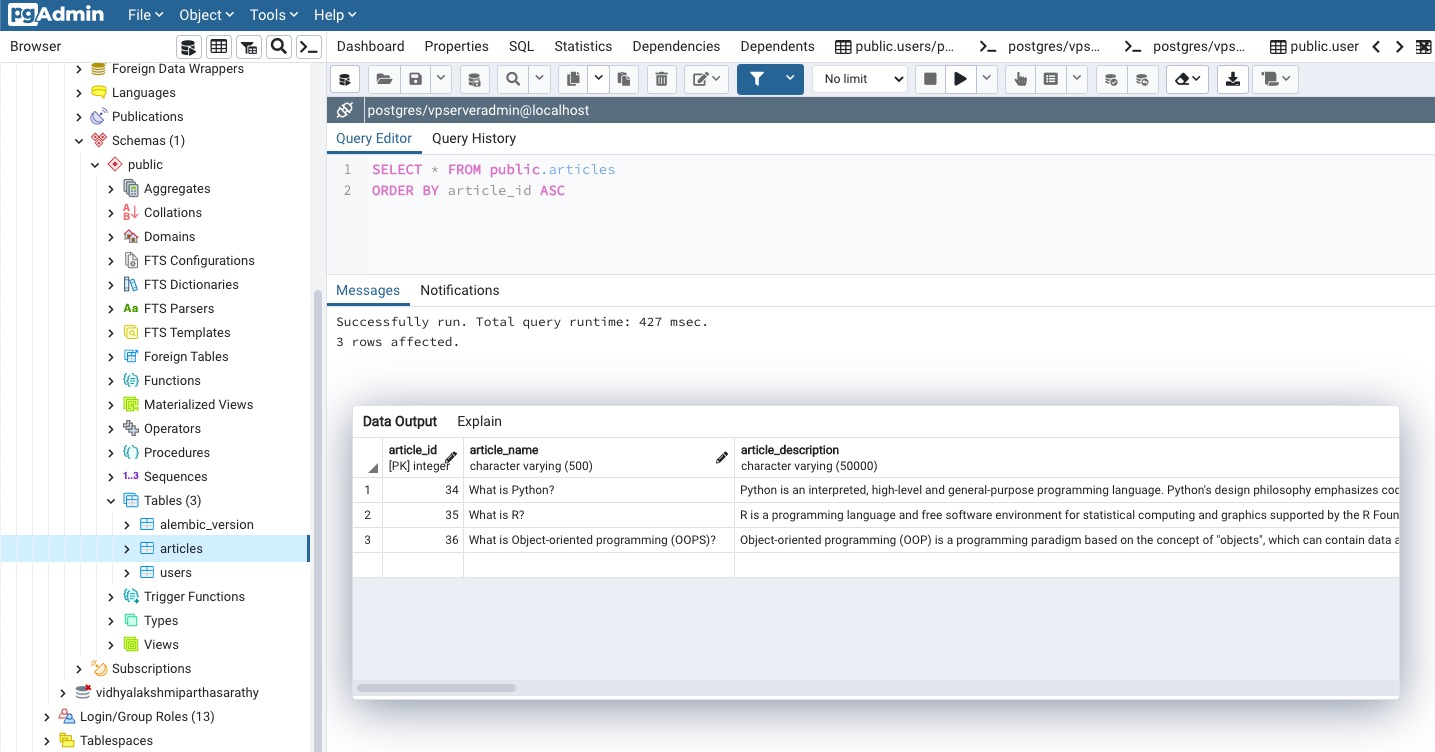 pgAdmin File Object Tools Help
Browser
Dashboard Properties SQL Statistics Dependencies Dependents public.users/p... postgres/vps... postgres/vps... public.user
No limit
postgres/vpserveradmin@localhost
Query Editor Query History
1 SELECT * FROM public.articles
2 ORDER BY article_id ASC
Messages Notifications
Successfully run. Total query runtime: 427 msec.
3 rows affected.
Data Output Explain
article_id article_name article_description
[PK] integer character varying (500) character varying (50000)
1 34 What is Python? Python is an interpreted, high-level and general-purpose programming language. Python's design philosophy emphasizes cod
2 35 What is R? R is a programming language and free software environment for statistical computing and graphics supported by the R Foun
3 36 What is Object-oriented programming (OOPS)? Object-oriented programming (OOP) is a programming paradigm based on the concept of "objects", which can contain data a
Foreign Data Wrappers
Languages
Publications
Schemas (1)
public
Aggregates
Collations
Domains
FTS Configurations
FTS Dictionaries
Aa FTS Parsers
FTS Templates
Foreign Tables
Functions
Materialized Views
Operators
Procedures
1..3 Sequences
Tables (3)
alembic_version
articles
users
Trigger Functions
Types
Views
Subscriptions
vidhyalakshmiparthasarathy
Login/Group Roles (13)
Tablespaces